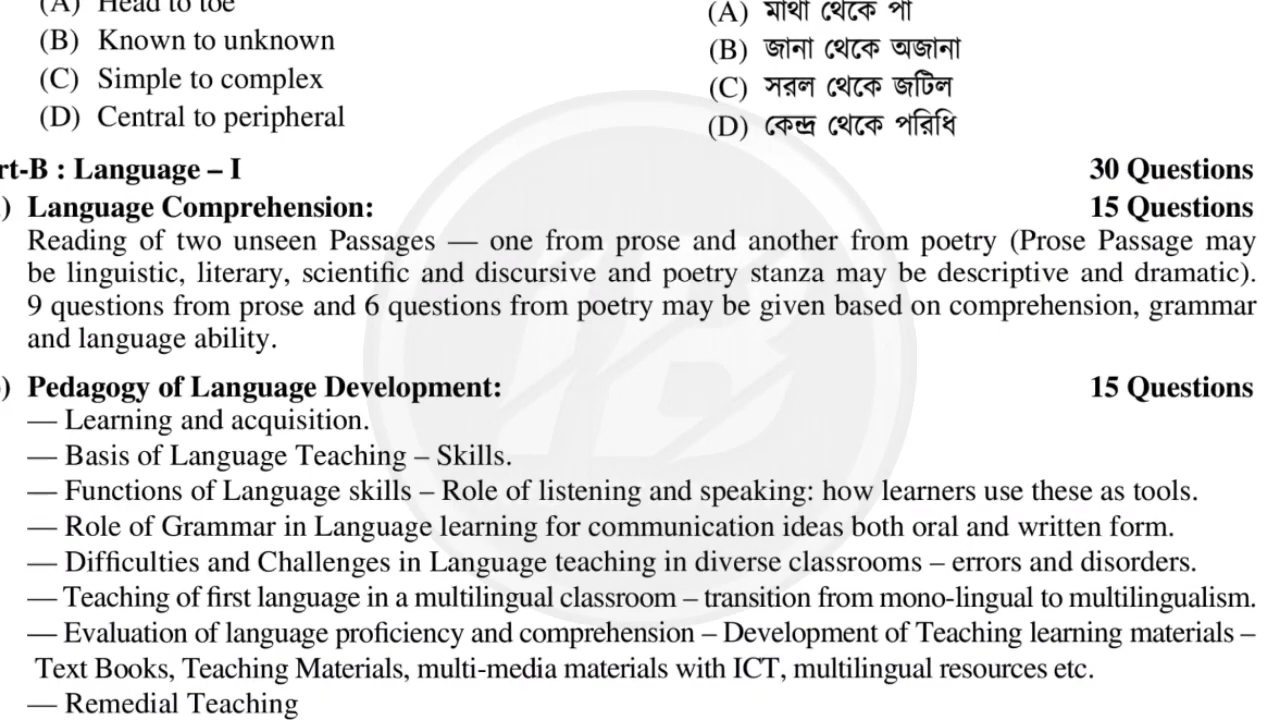 (A) Head to toe
(A) মাথা থেকে পা
(B) Known to unknown
(B) জানা থেকে অজানা
(C) Simple to complex
(C) সরল থেকে জটিল
(D) Central to peripheral
(D) কেন্দ্র থেকে পরিধি
rt-B : Language – I 30 Questions
) Language Comprehension: 15 Questions
Reading of two unseen Passages — one from prose and another from poetry (Prose Passage may
be linguistic, literary, scientific and discursive and poetry stanza may be descriptive and dramatic).
9 questions from prose and 6 questions from poetry may be given based on comprehension, grammar
and language ability.
) Pedagogy of Language Development: 15 Questions
— Learning and acquisition.
— Basis of Language Teaching – Skills.
— Functions of Language skills – Role of listening and speaking: how learners use these as tools.
— Role of Grammar in Language learning for communication ideas both oral and written form.
— Difficulties and Challenges in Language teaching in diverse classrooms – errors and disorders.
— Teaching of first language in a multilingual classroom – transition from mono-lingual to multilingualism.
— Evaluation of language proficiency and comprehension – Development of Teaching learning materials –
Text Books, Teaching Materials, multi-media materials with ICT, multilingual resources etc.
— Remedial Teaching